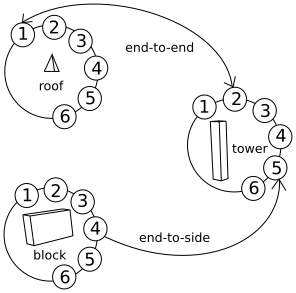 1 2 3 4 5 6
roof
end-to-end
1 2 3 4 5 6
tower
1 2 3 4 5 6
block
end-to-side